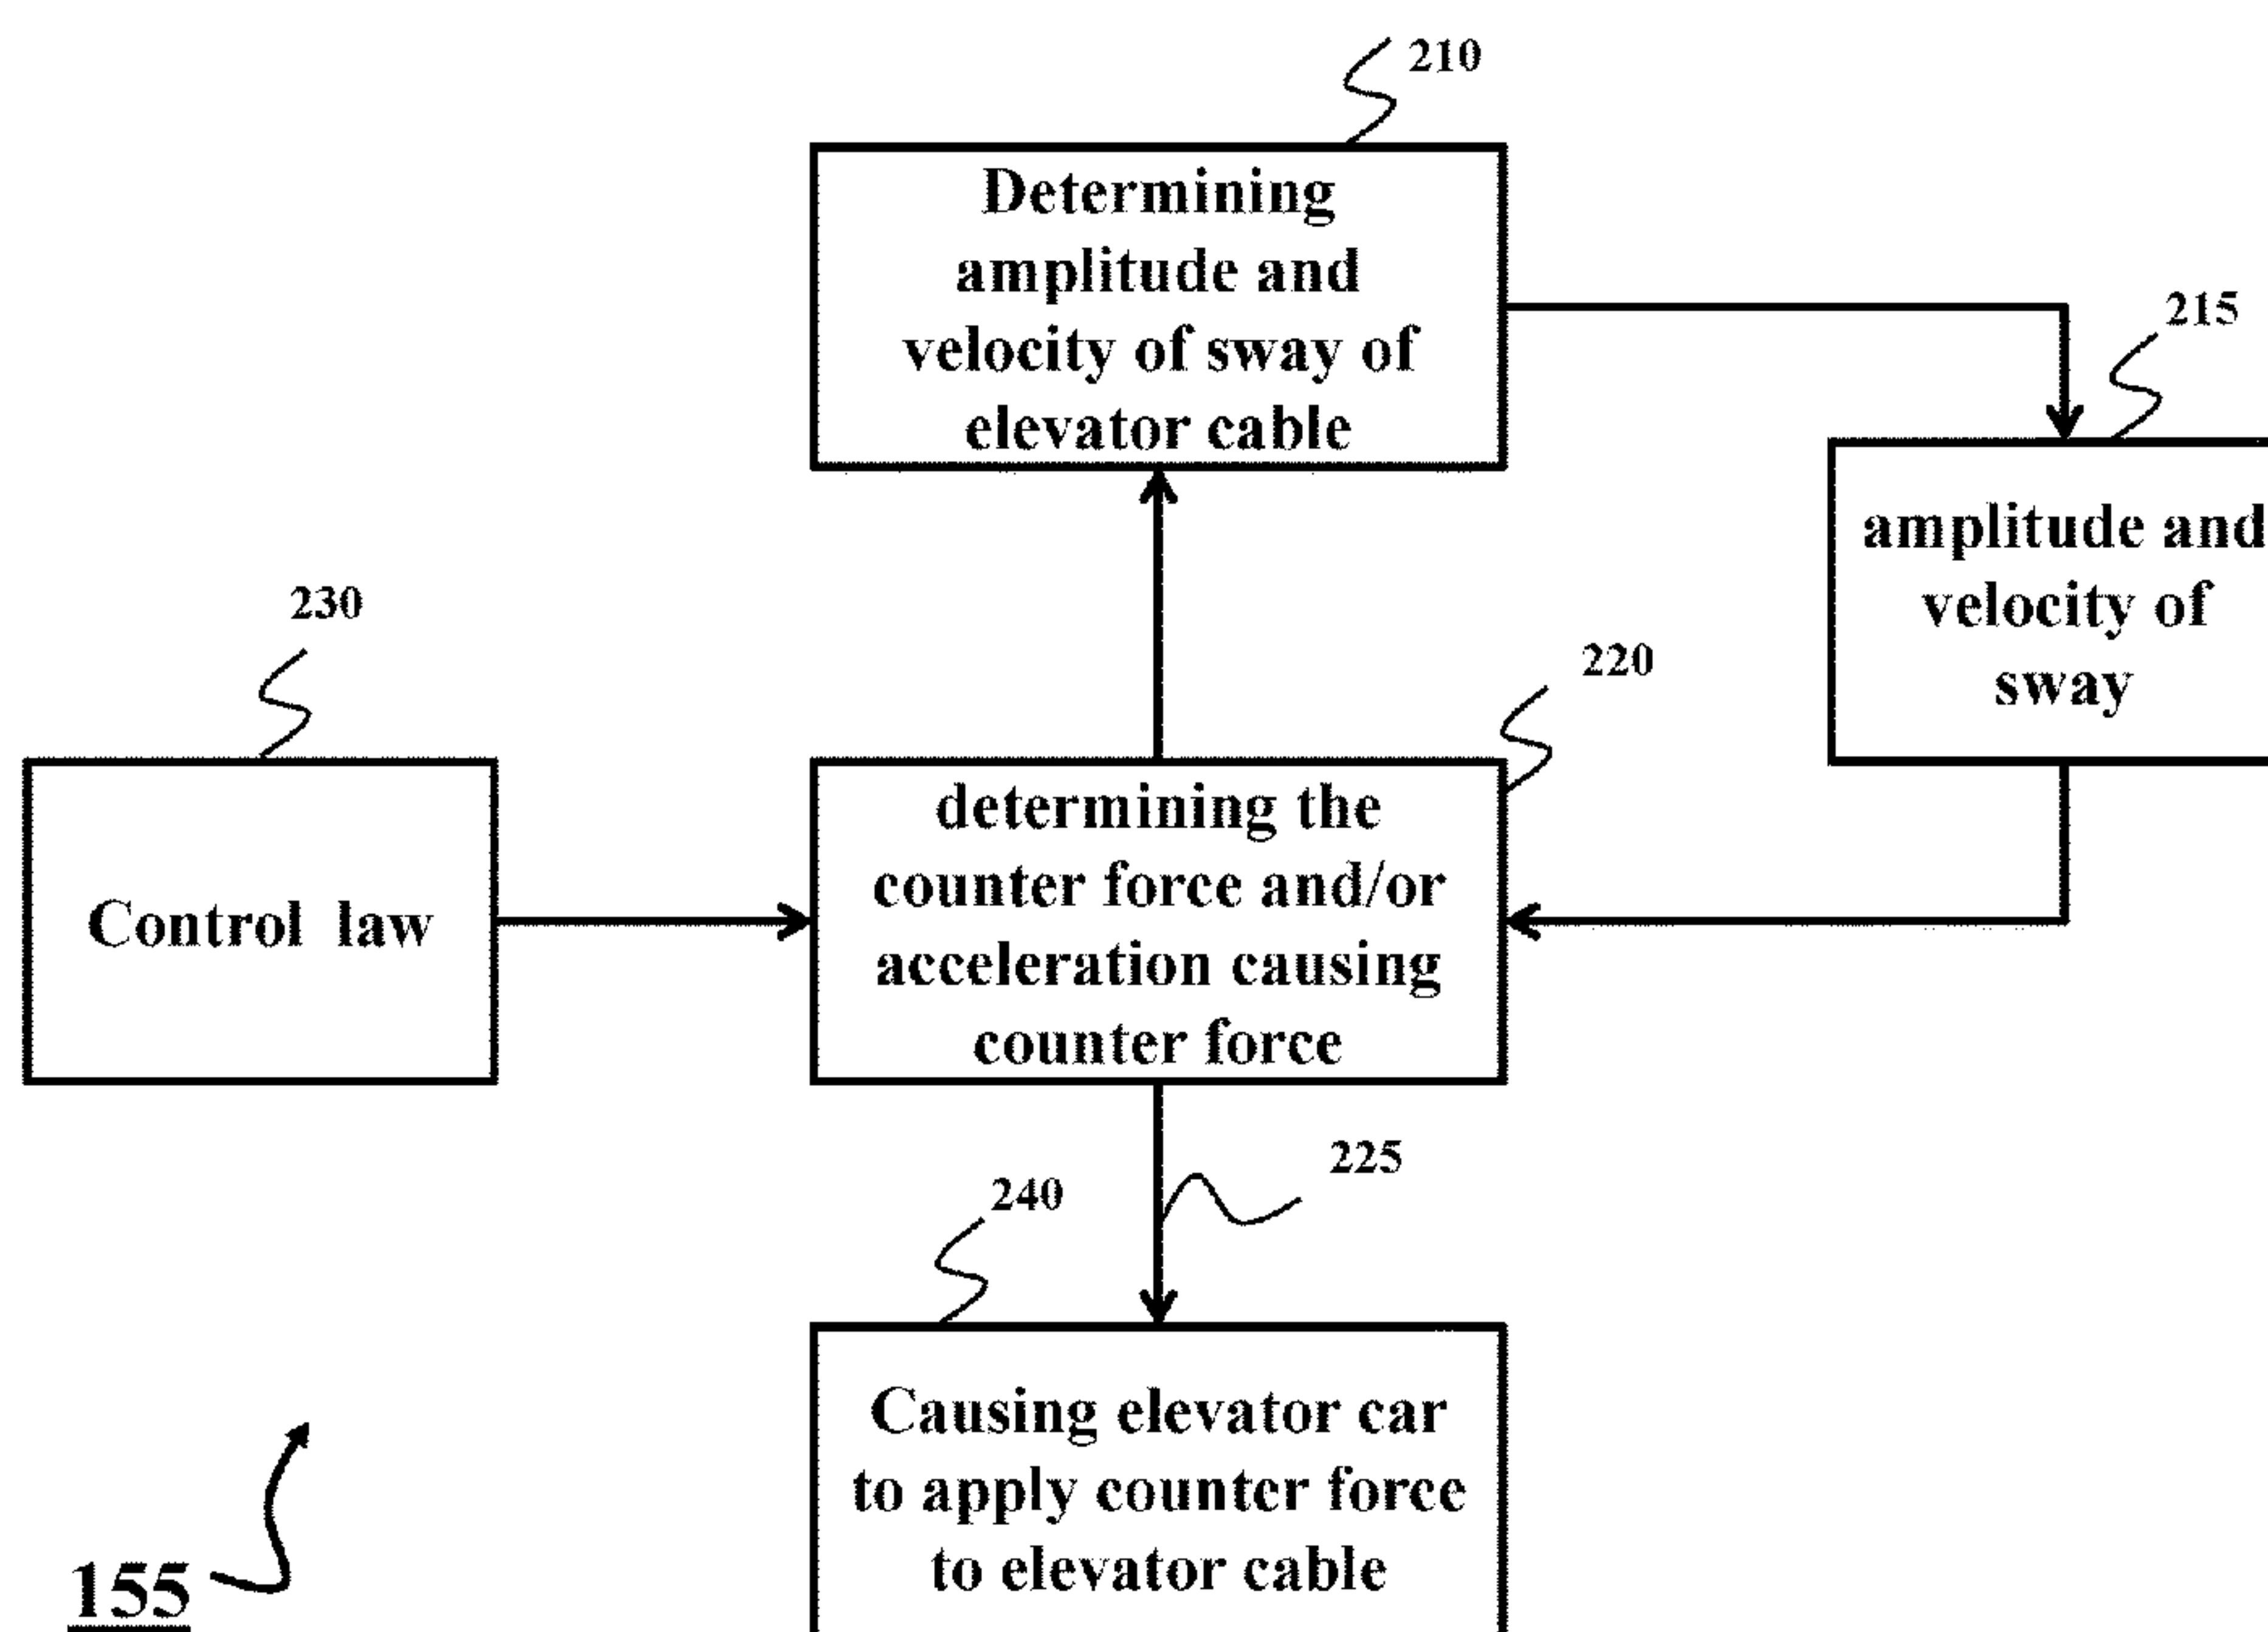 210
Determining
amplitude and
velocity of sway of
elevator cable
215
amplitude and
velocity of
sway
230
Control law
220
determining the
counter force and/or
acceleration causing
counter force
225
240
Causing elevator car
to apply counter force
to elevator cable
155